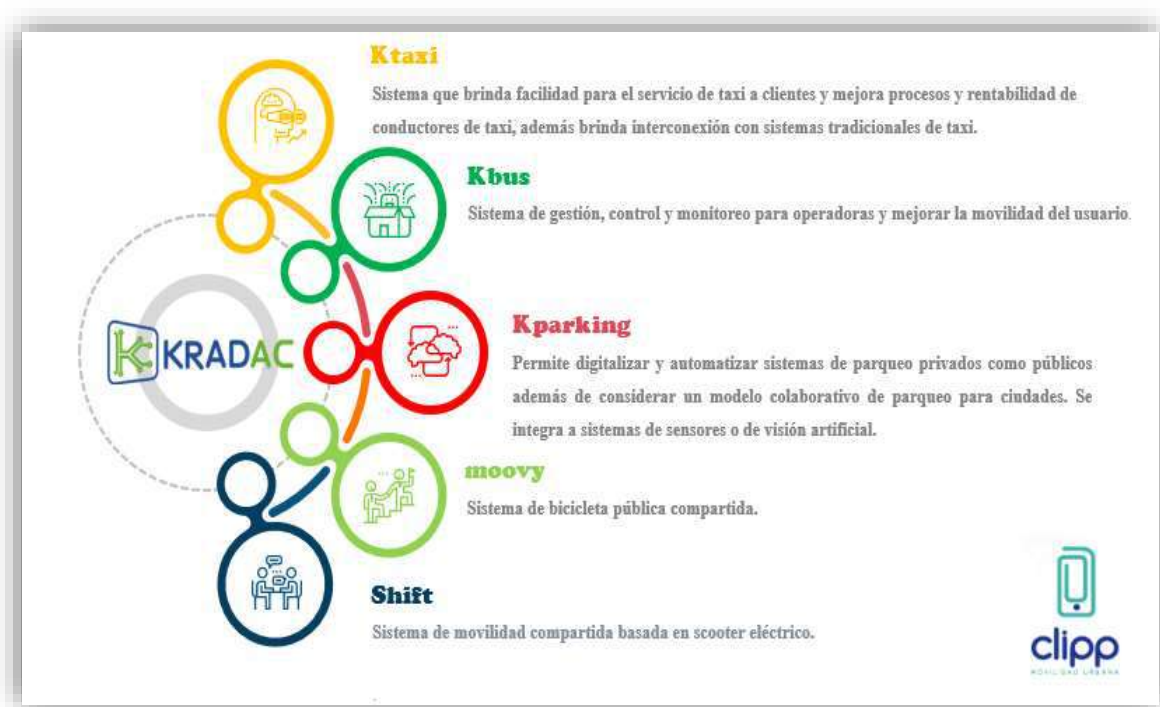 Ktaxi
Sistema que brinda facilidad para el servicio de taxi a clientes y mejora procesos y rentabilidad de
conductores de taxi, además brinda interconexión con sistemas tradicionales de taxi.
Kbus
Sistema de gestión, control y monitoreo para operadoras y mejorar la movilidad del usuario.
KRADAC
Kparking
Permite digitalizar y automatizar sistemas de parqueo privados como públicos
además de considerar un modelo colaborativo de parqueo para ciudades. Se
integra a sistemas de sensores o de visión artificial.
moovy
Sistema de bicicleta pública compartida.
Shift
Sistema de movilidad compartida basada en scooter eléctrico.
clipp
MOVILIDAD URBANA